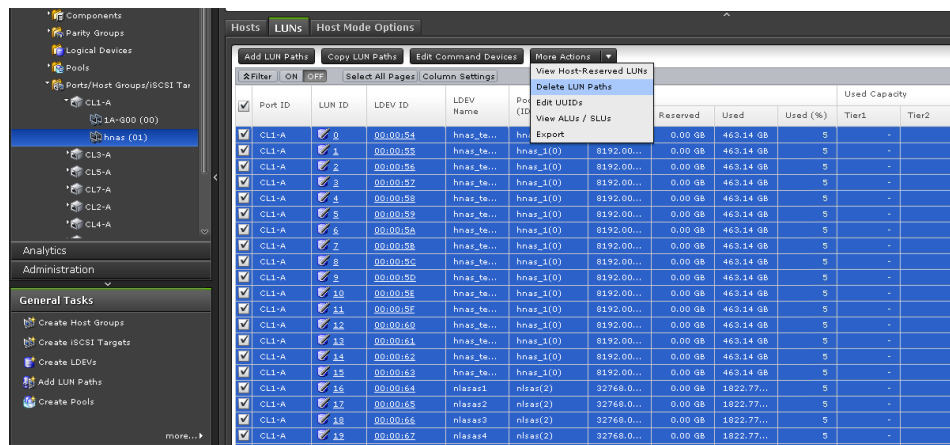 Components
Parity Groups
Logical Devices
Pools
Ports/Host Groups/iSCSI Tar
CL1-A
1A-G00 (00)
hnas (01)
CL3-A
CL5-A
CL7-A
CL2-A
CL4-A
Analytics
Administration
General Tasks
Create Host Groups
Create iSCSI Targets
Create LDEVs
Add LUN Paths
Create Pools
more...
Hosts LUNs Host Mode Options
Add LUN Paths Copy LUN Paths Edit Command Devices More Actions
Filter ON OFF Select All Pages Column Settings
View Host-Reserved LUNs
Delete LUN Paths
Edit UUIDs
View ALUs / SLUs
Export
Port ID LUN ID LDEV ID LDEV Name (ID Reserved Used Used (%) Used Capacity Tier1 Tier2
CL1-A 0 00:00:54 hnas_te... hnas_1(0) 8192.00... 0.00 GB 463.14 GB 5 -
CL1-A 1 00:00:55 hnas_te... hnas_1(0) 8192.00... 0.00 GB 463.14 GB 5 -
CL1-A 2 00:00:56 hnas_te... hnas_1(0) 8192.00... 0.00 GB 463.14 GB 5 -
CL1-A 3 00:00:57 hnas_te... hnas_1(0) 8192.00... 0.00 GB 463.14 GB 5 -
CL1-A 4 00:00:58 hnas_te... hnas_1(0) 8192.00... 0.00 GB 463.14 GB 5 -
CL1-A 5 00:00:59 hnas_te... hnas_1(0) 8192.00... 0.00 GB 463.14 GB 5 -
CL1-A 6 00:00:5A hnas_te... hnas_1(0) 8192.00... 0.00 GB 463.14 GB 5 -
CL1-A 7 00:00:5B hnas_te... hnas_1(0) 8192.00... 0.00 GB 463.14 GB 5 -
CL1-A 8 00:00:5C hnas_te... hnas_1(0) 8192.00... 0.00 GB 463.14 GB 5 -
CL1-A 9 00:00:5D hnas_te... hnas_1(0) 8192.00... 0.00 GB 463.14 GB 5 -
CL1-A 10 00:00:5E hnas_te... hnas_1(0) 8192.00... 0.00 GB 463.14 GB 5 -
CL1-A 11 00:00:5F hnas_te... hnas_1(0) 8192.00... 0.00 GB 463.14 GB 5 -
CL1-A 12 00:00:60 hnas_te... hnas_1(0) 8192.00... 0.00 GB 463.14 GB 5 -
CL1-A 13 00:00:61 hnas_te... hnas_1(0) 8192.00... 0.00 GB 463.14 GB 5 -
CL1-A 14 00:00:62 hnas_te... hnas_1(0) 8192.00... 0.00 GB 463.14 GB 5 -
CL1-A 15 00:00:63 hnas_te... hnas_1(0) 8192.00... 0.00 GB 463.14 GB 5 -
CL1-A 16 00:00:64 nlasas1 nlsas(2) 32768.0... 0.00 GB 1822.77... 5 -
CL1-A 17 00:00:65 nlasas2 nlsas(2) 32768.0... 0.00 GB 1822.77... 5 -
CL1-A 18 00:00:66 nlasas3 nlsas(2) 32768.0... 0.00 GB 1822.77... 5 -
CL1-A 19 00:00:67 nlasas4 nlsas(2) 32768.0... 0.00 GB 1822.77... 5 -